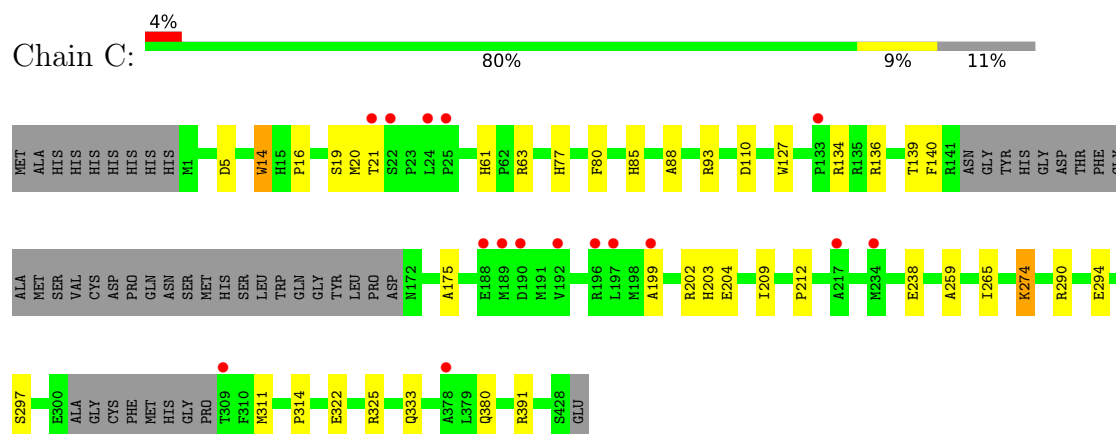 4%
Chain C:
80% 9% 11%
MET ALA HIS HIS HIS HIS HIS HIS HIS HIS M1 D5 W14 H15 P16 S19 M20 T21 S22 P23 L24 P25 H61 P62 R63 H77 F80 H85 A88 R93 D110 W127 P133 R134 R135 R136 T139 F140 R141 ASN GLY TYR HIS GLY ASP THR PHE GLY
ALA MET SER VAL CYS ASP PRO GLN ASN SER MET HIS SER LEU TRP GLN GLY TYR LEU PRO ASP N172 A175 E188 M189 D190 M191 V192 R196 L197 M198 A199 R202 H203 E204 I209 P212 A217 M234 E238 A259 I265 K274 R290 E294
S297 E300 ALA GLY CYS PHE MET HIS GLY PRO T309 F310 M311 P314 E322 R325 Q333 A378 L379 Q380 R391 S428 GLU